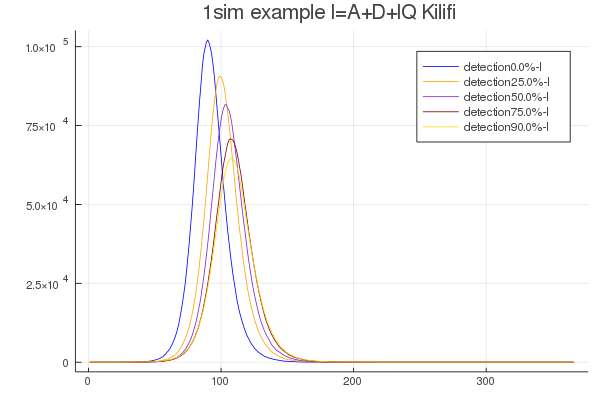 1sim example I=A+D+IQ Kilifi
1.0×10 5
7.5×10 4
5.0×10 4
2.5×10 4
0
0 100 200 300
detection0.0%-I
detection25.0%-I
detection50.0%-I
detection75.0%-I
detection90.0%-I